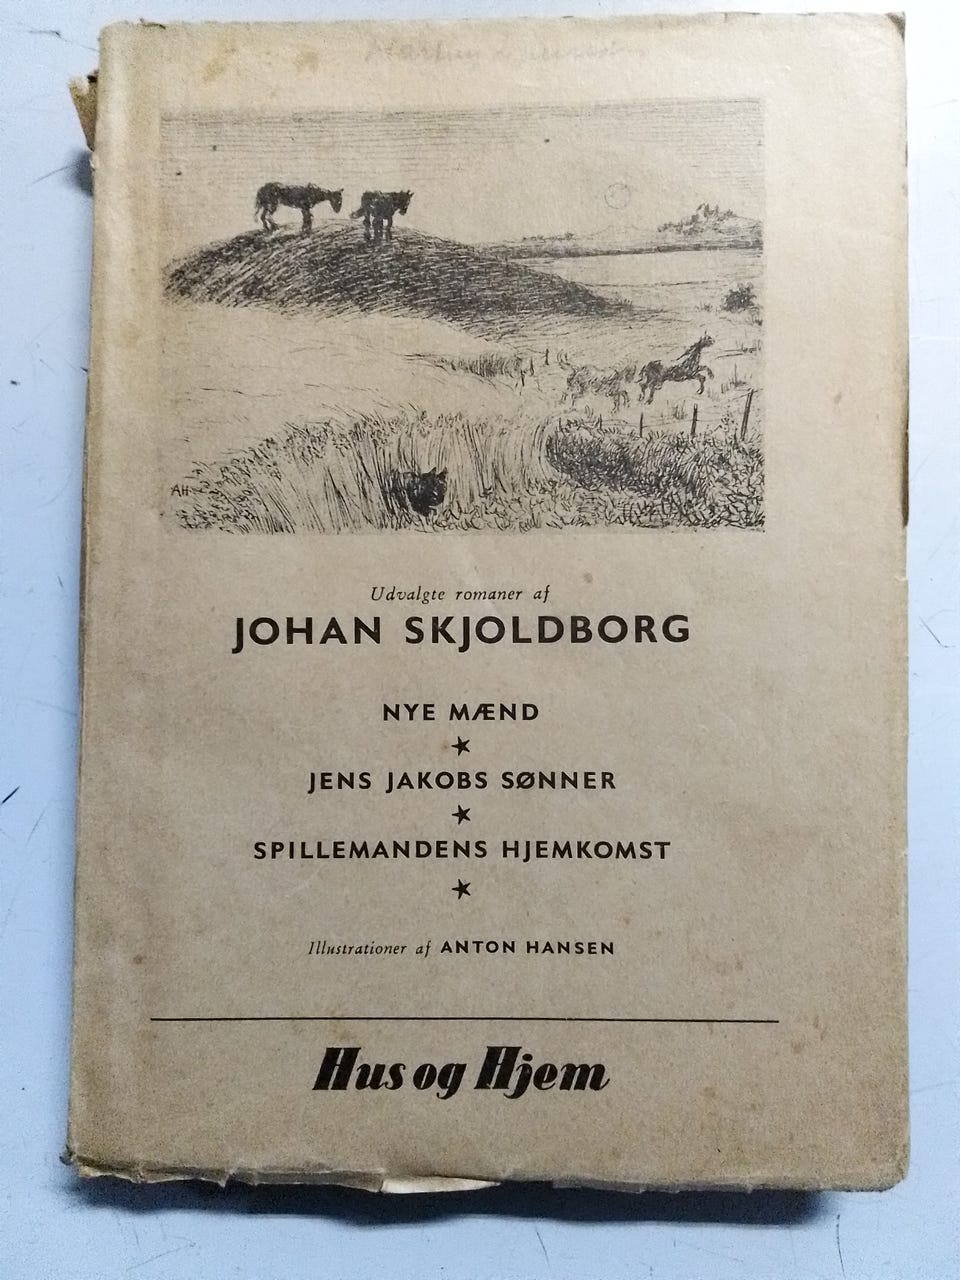 AH
Udvalgte romaner af
JOHAN SKJOLDBORG
NYE MÆND
JENS JAKOBS SØNNER
SPILLEMANDENS HJEMKOMST
Illustrationer af ANTON HANSEN
Hus og Hjem